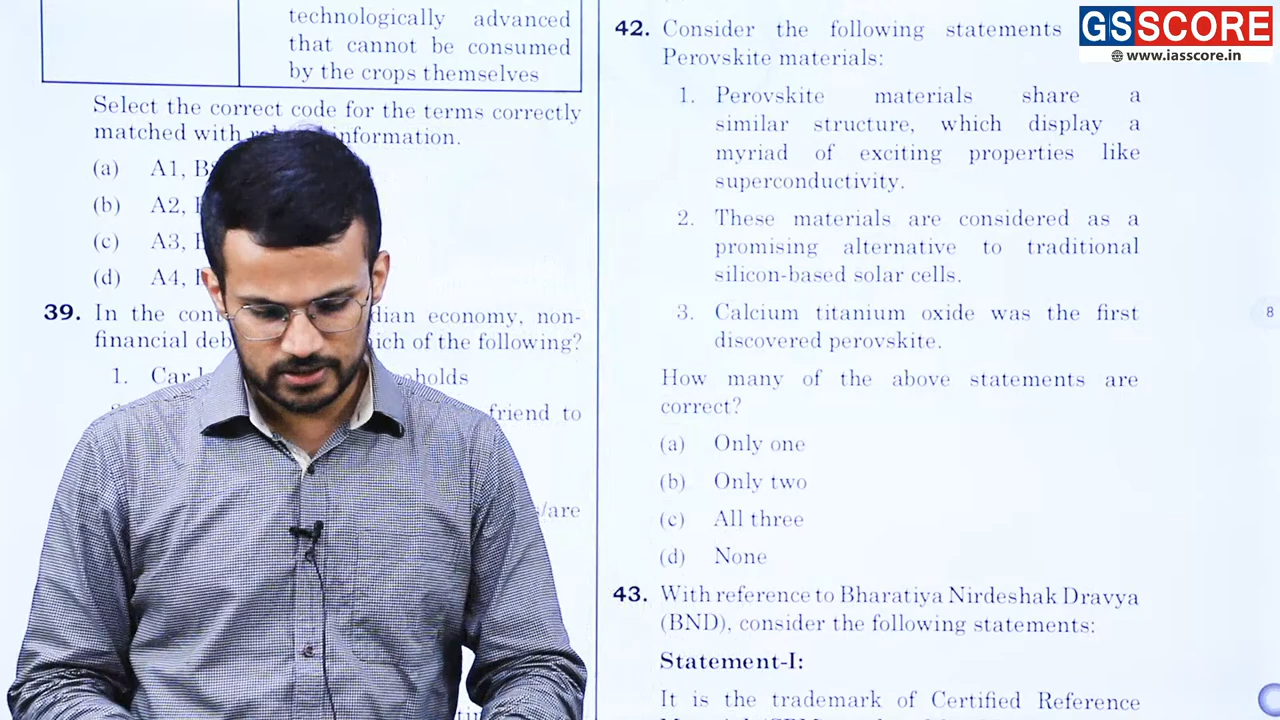 technologically advanced
that cannot be consumed
by the crops themselves
Select the correct code for the terms correctly
matched with information.
(a) A1,
(b) A2,
(c) A3,
(d) A4,
39. In the economy, non-
financial of the following?
1. Car
friend to
s/are
42. Consider the following statements
Perovskite materials:
1. Perovskite materials share a
similar structure, which display a
myriad of exciting properties like
superconductivity.
2. These materials are considered as a
promising alternative to traditional
silicon-based solar cells.
3. Calcium titanium oxide was the first
discovered perovskite.
How many of the above statements are
correct?
(a) Only one
(b) Only two
(c) All three
(d) None
43. With reference to Bharatiya Nirdeshak Dravya
(BND), consider the following statements:
Statement-I:
It is the trademark of Certified Reference
GSSCORE
www.iasscore.in
8